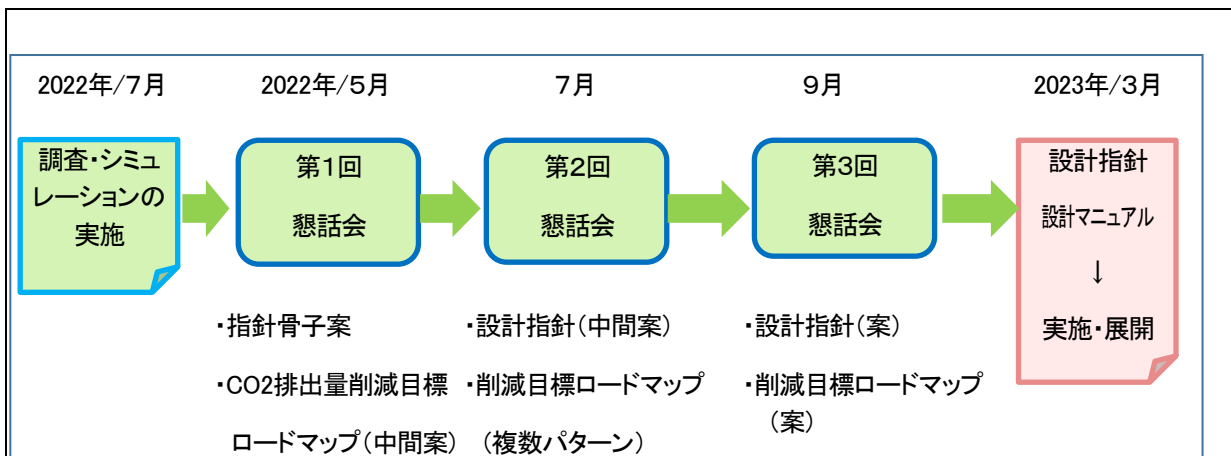 2022年/7月
2022年/5月
7月
9月
2023年/3月
調査・シミュ
レーションの
実施
第1回
懇話会
第2回
懇話会
第3回
懇話会
設計指針
設計マニュアル
↓
実施・展開
・指針骨子案
・CO2排出量削減目標
ロードマップ(中間案)
・設計指針(中間案)
・削減目標ロードマップ
(複数パターン)
・設計指針(案)
・削減目標ロードマップ
(案)